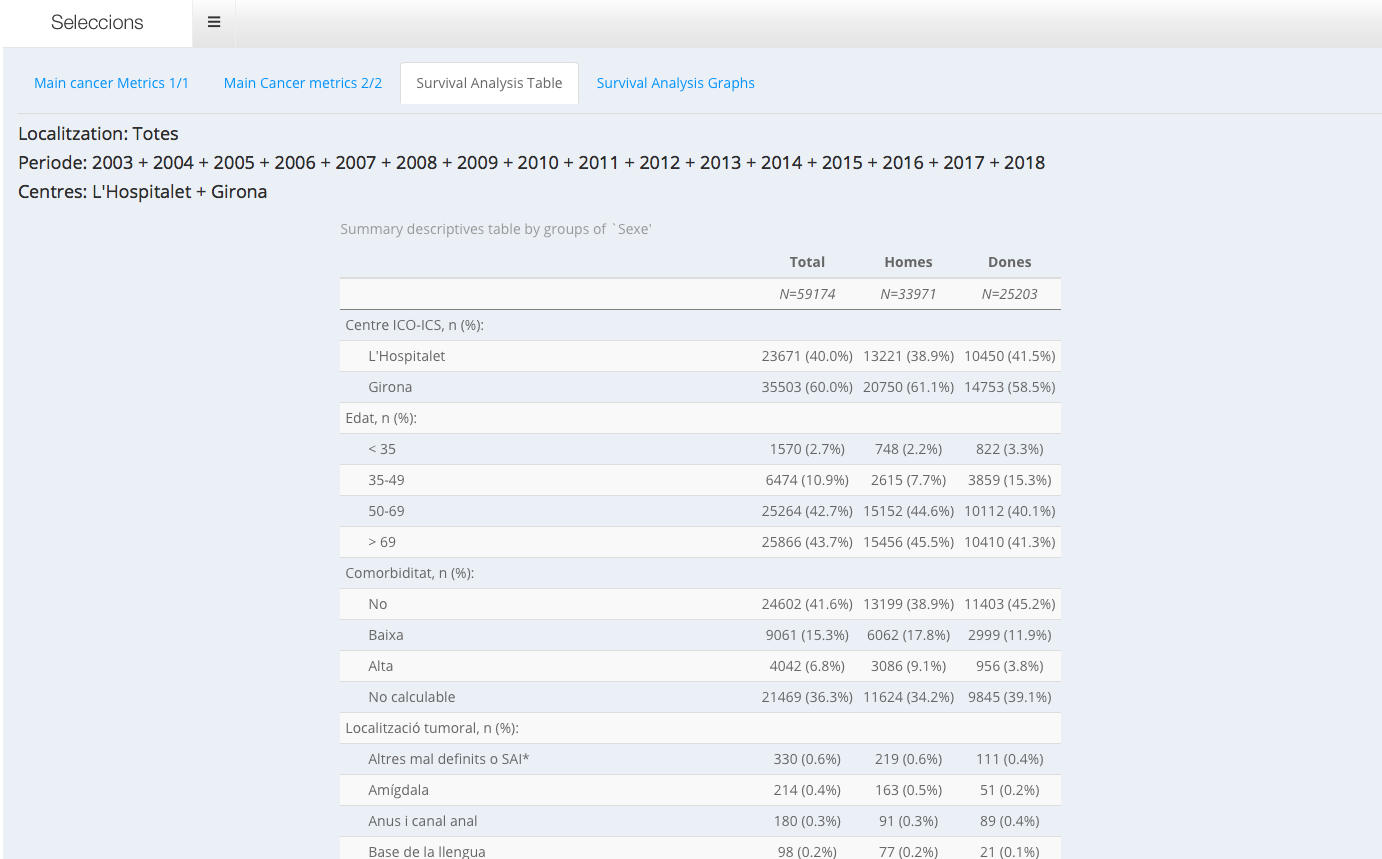 Seleccions
Main cancer Metrics 1/1 Main Cancer metrics 2/2 Survival Analysis Table Survival Analysis Graphs
Localitzation: Totes
Periode: 2003 + 2004 + 2005 + 2006 + 2007 + 2008 + 2009 + 2010 + 2011 + 2012 + 2013 + 2014 + 2015 + 2016 + 2017 + 2018
Centres: L'Hospitalet + Girona
Summary descriptives table by groups of `Sexe'
Total Homes Dones
N=59174 N=33971 N=25203
Centre ICO-ICS, n (%):
L'Hospitalet 23671 (40.0%) 13221 (38.9%) 10450 (41.5%)
Girona 35503 (60.0%) 20750 (61.1%) 14753 (58.5%)
Edat, n (%):
< 35 1570 (2.7%) 748 (2.2%) 822 (3.3%)
35-49 6474 (10.9%) 2615 (7.7%) 3859 (15.3%)
50-69 25264 (42.7%) 15152 (44.6%) 10112 (40.1%)
> 69 25866 (43.7%) 15456 (45.5%) 10410 (41.3%)
Comorbiditat, n (%):
No 24602 (41.6%) 13199 (38.9%) 11403 (45.2%)
Baixa 9061 (15.3%) 6062 (17.8%) 2999 (11.9%)
Alta 4042 (6.8%) 3086 (9.1%) 956 (3.8%)
No calculable 21469 (36.3%) 11624 (34.2%) 9845 (39.1%)
Localització tumoral, n (%):
Altres mal definits o SAI* 330 (0.6%) 219 (0.6%) 111 (0.4%)
Amígdala 214 (0.4%) 163 (0.5%) 51 (0.2%)
Anus i canal anal 180 (0.3%) 91 (0.3%) 89 (0.4%)
Base de la llengua 98 (0.2%) 77 (0.2%) 21 (0.1%)